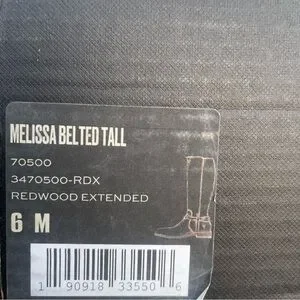 MELISSA BELTED TALL
70500
3470500-RDX
REDWOOD EXTENDED
6 M
1 90918 33550 6